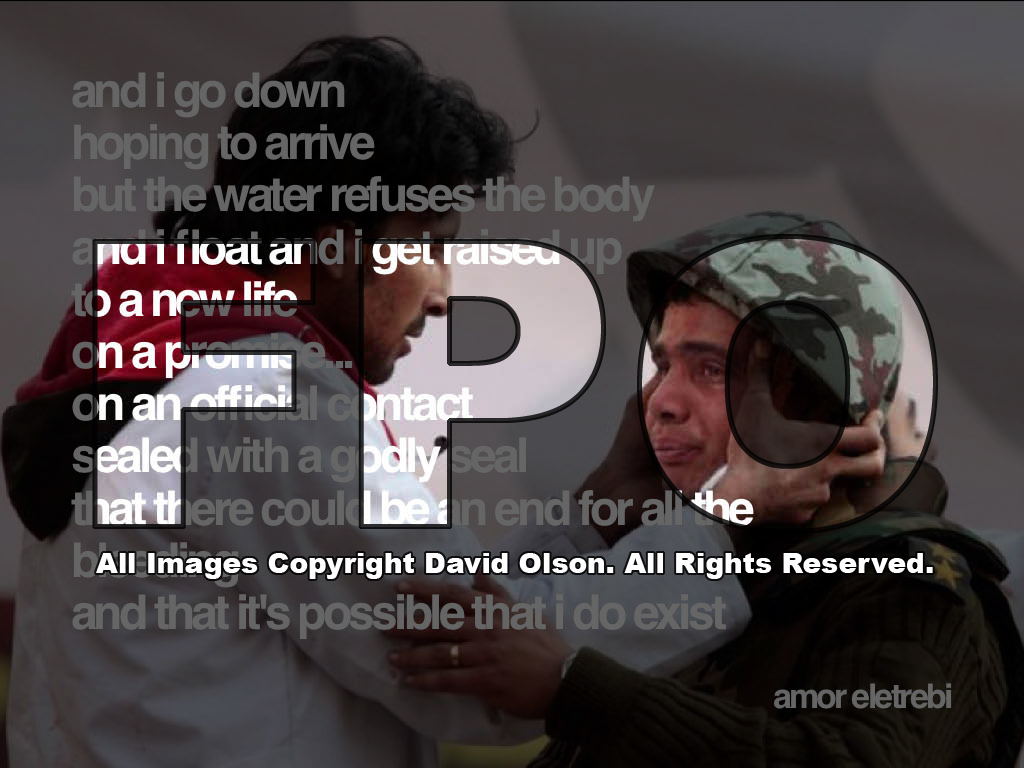 and i go down
hoping to arrive
but the water refuses the body
and i float and i get raised up
to a new life
on a promise...
on an official contact
sealed with a godly seal
that there could be an end for all the
bleeding
FPO
All Images Copyright David Olson. All Rights Reserved.
and that it's possible that i do exist
amor eletrebi